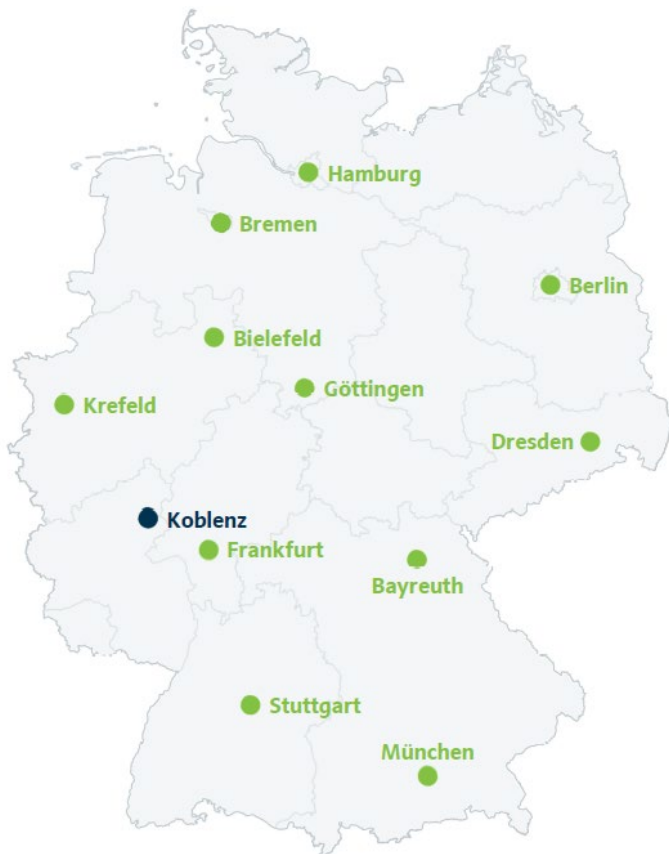 Hamburg
Bremen
Berlin
Bielefeld
Göttingen
Krefeld
Dresden
Koblenz
Frankfurt
Bayreuth
Stuttgart
München